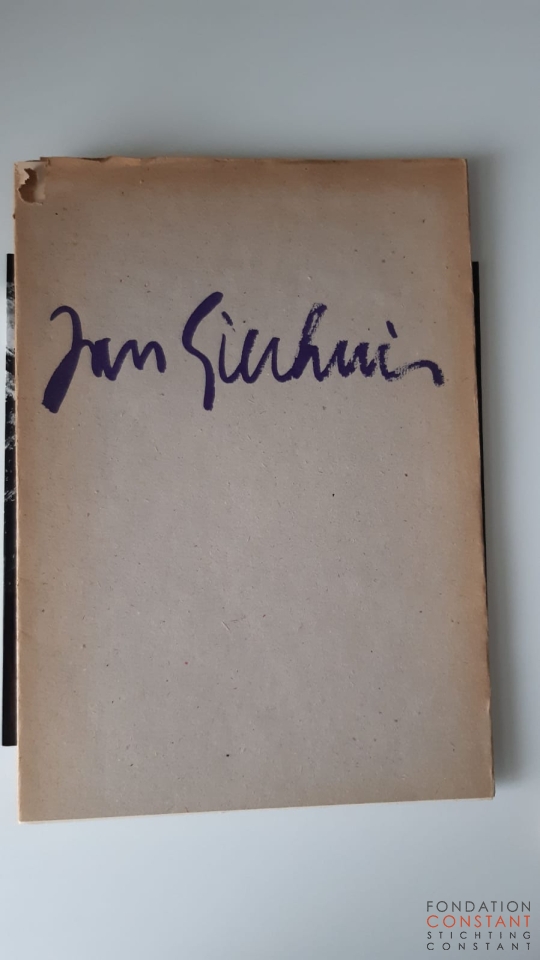 Jan Sierhuis
FONDATION
CONSTANT
STICHTING
CONSTANT